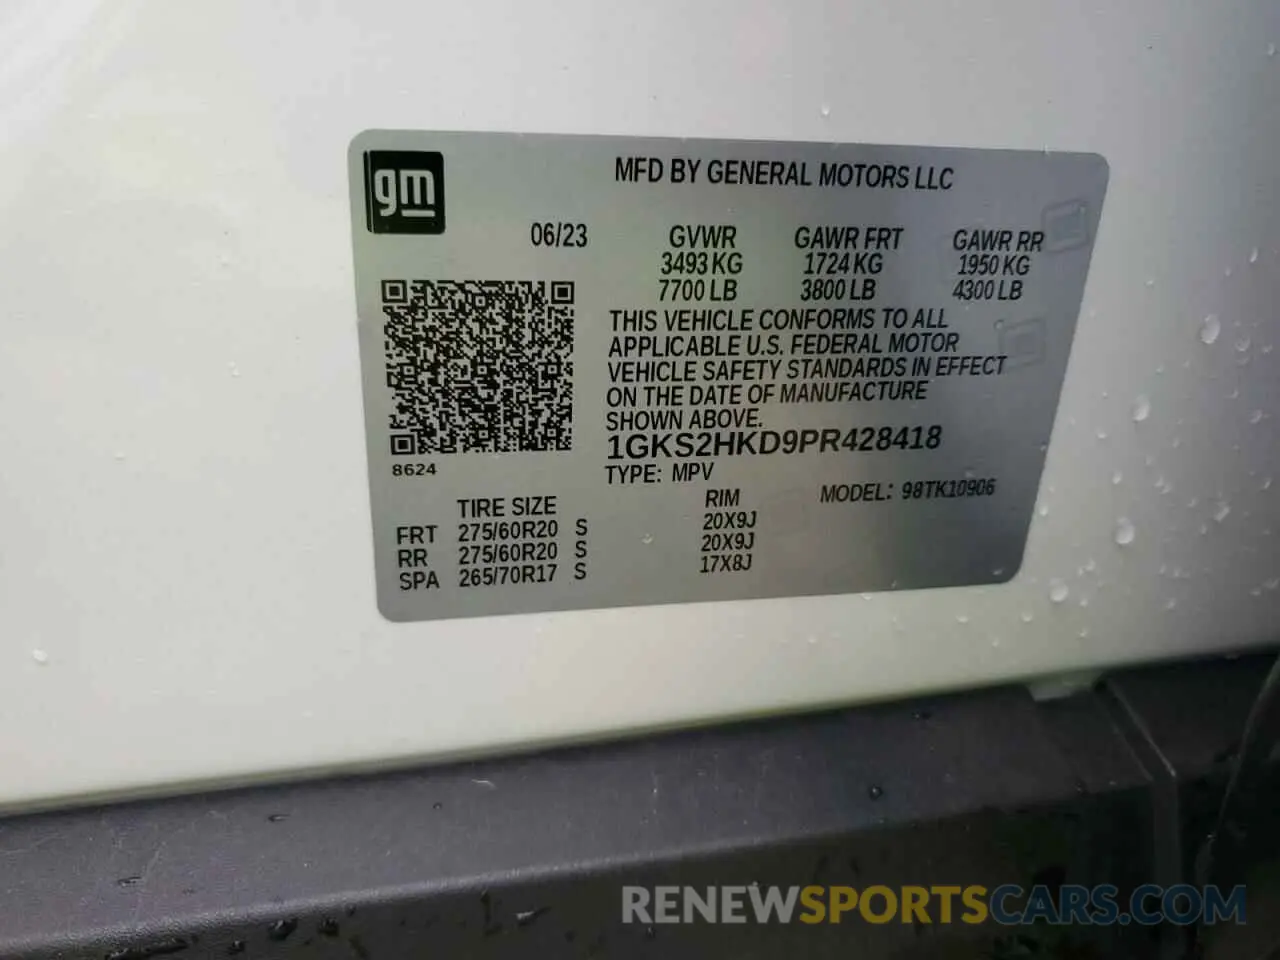 gm
MFD BY GENERAL MOTORS LLC
06/23
GVWR GAWR FRT GAWR RR
3493 KG 1724 KG 1950 KG
7700 LB 3800 LB 4300 LB
THIS VEHICLE CONFORMS TO ALL
APPLICABLE U.S. FEDERAL MOTOR
VEHICLE SAFETY STANDARDS IN EFFECT
ON THE DATE OF MANUFACTURE
SHOWN ABOVE.
1GKS2HKD9PR428418
8624
TYPE: MPV
MODEL: 98TK10906
TIRE SIZE RIM
FRT 275/60R20 S 20X9J
RR 275/60R20 S 20X9J
SPA 265/70R17 S 17X8J
RENEWSPORTSCARS.COM